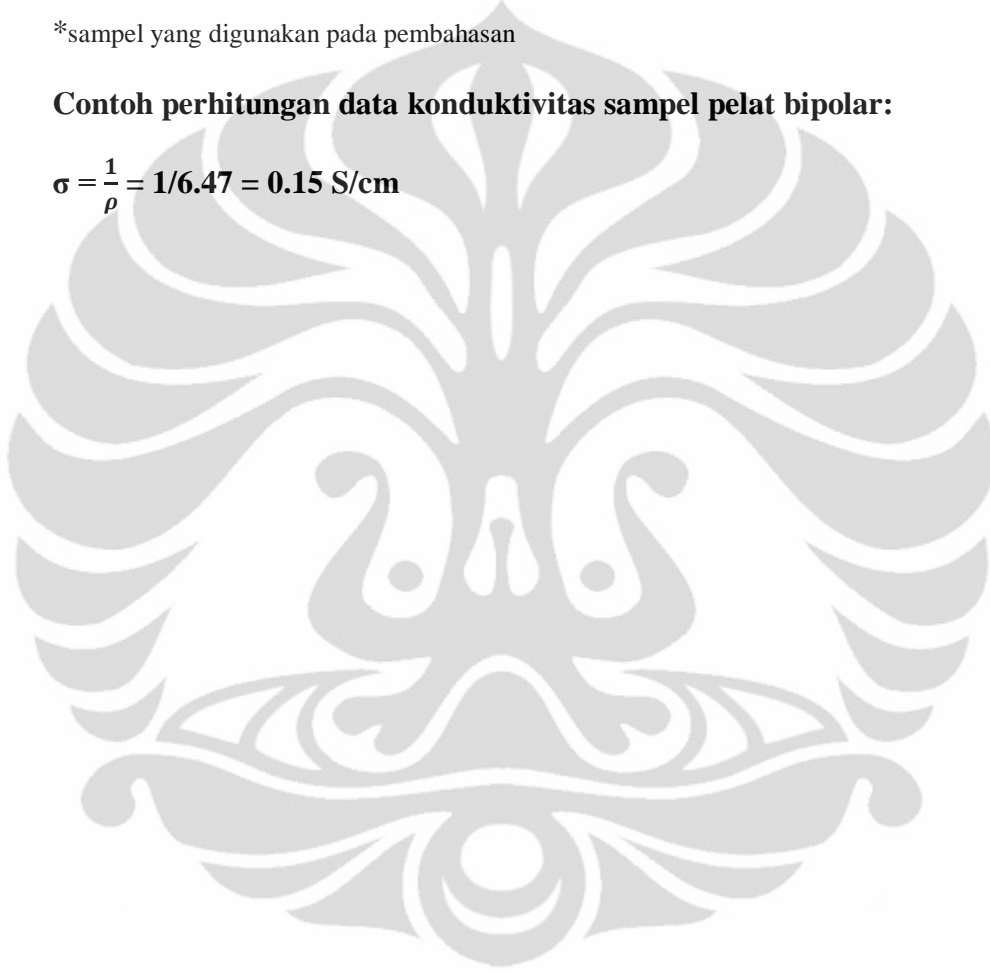 *sampel yang digunakan pada pembahasan
Contoh perhitungan data konduktivitas sampel pelat bipolar:
σ = 1/ρ = 1/6.47 = 0.15 S/cm